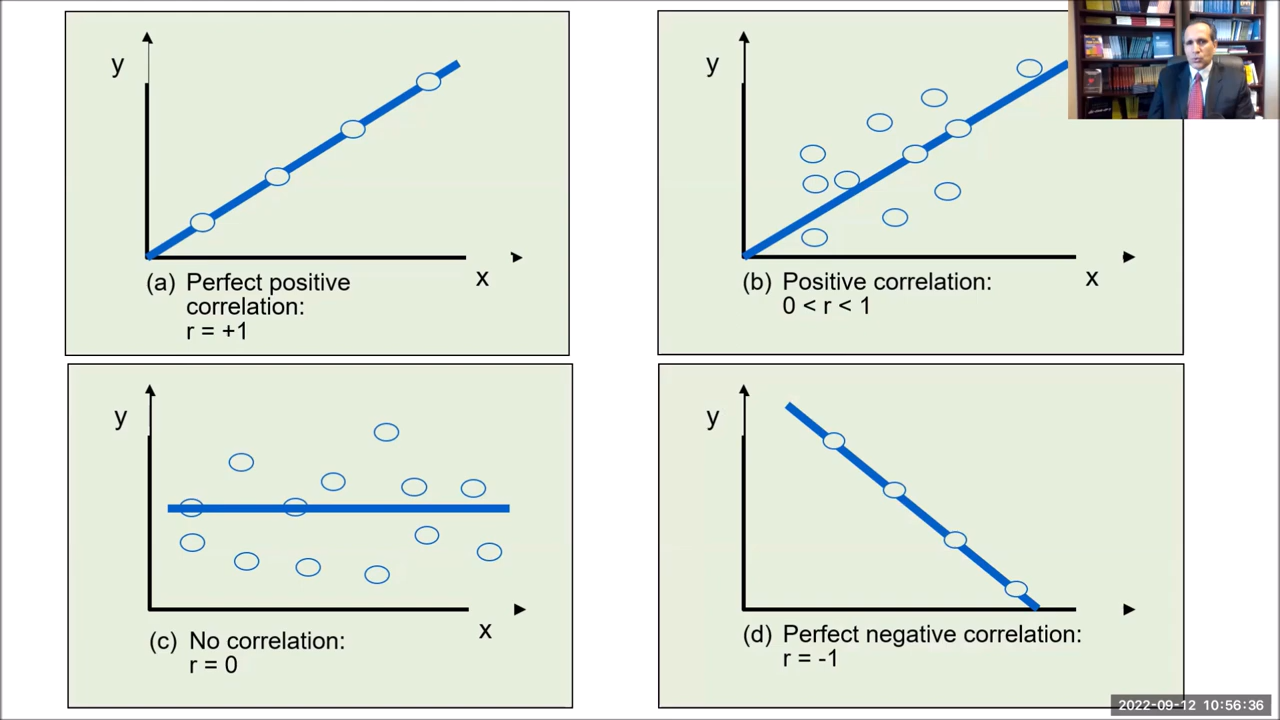 y
x
(a) Perfect positive
correlation:
r = +1
y
x
(b) Positive correlation:
0 < r < 1
y
x
(c) No correlation:
r = 0
y
(d) Perfect negative correlation:
r = -1
2022-09-12 10:56:36